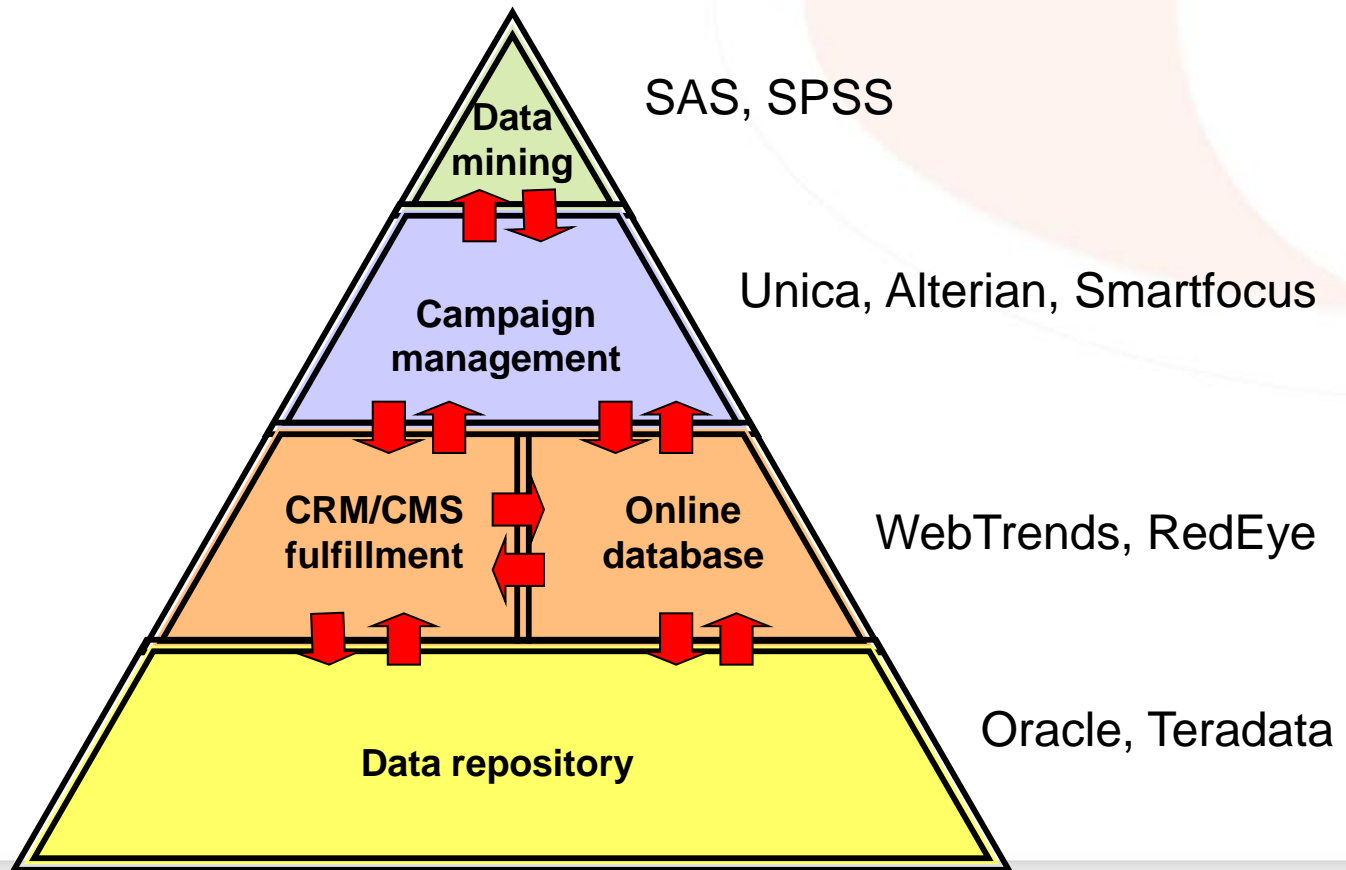 Data
mining
SAS, SPSS
Campaign
management
Unica, Alterian, Smartfocus
CRM/CMS
fulfillment
Online
database
WebTrends, RedEye
Data repository
Oracle, Teradata